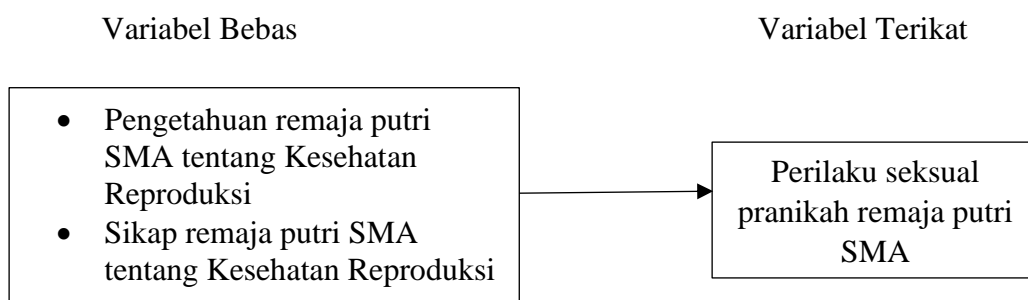 Variabel Bebas
Variabel Terikat
• Pengetahuan remaja putri
SMA tentang Kesehatan
Reproduksi
• Sikap remaja putri SMA
tentang Kesehatan Reproduksi
Perilaku seksual
pranikah remaja putri
SMA